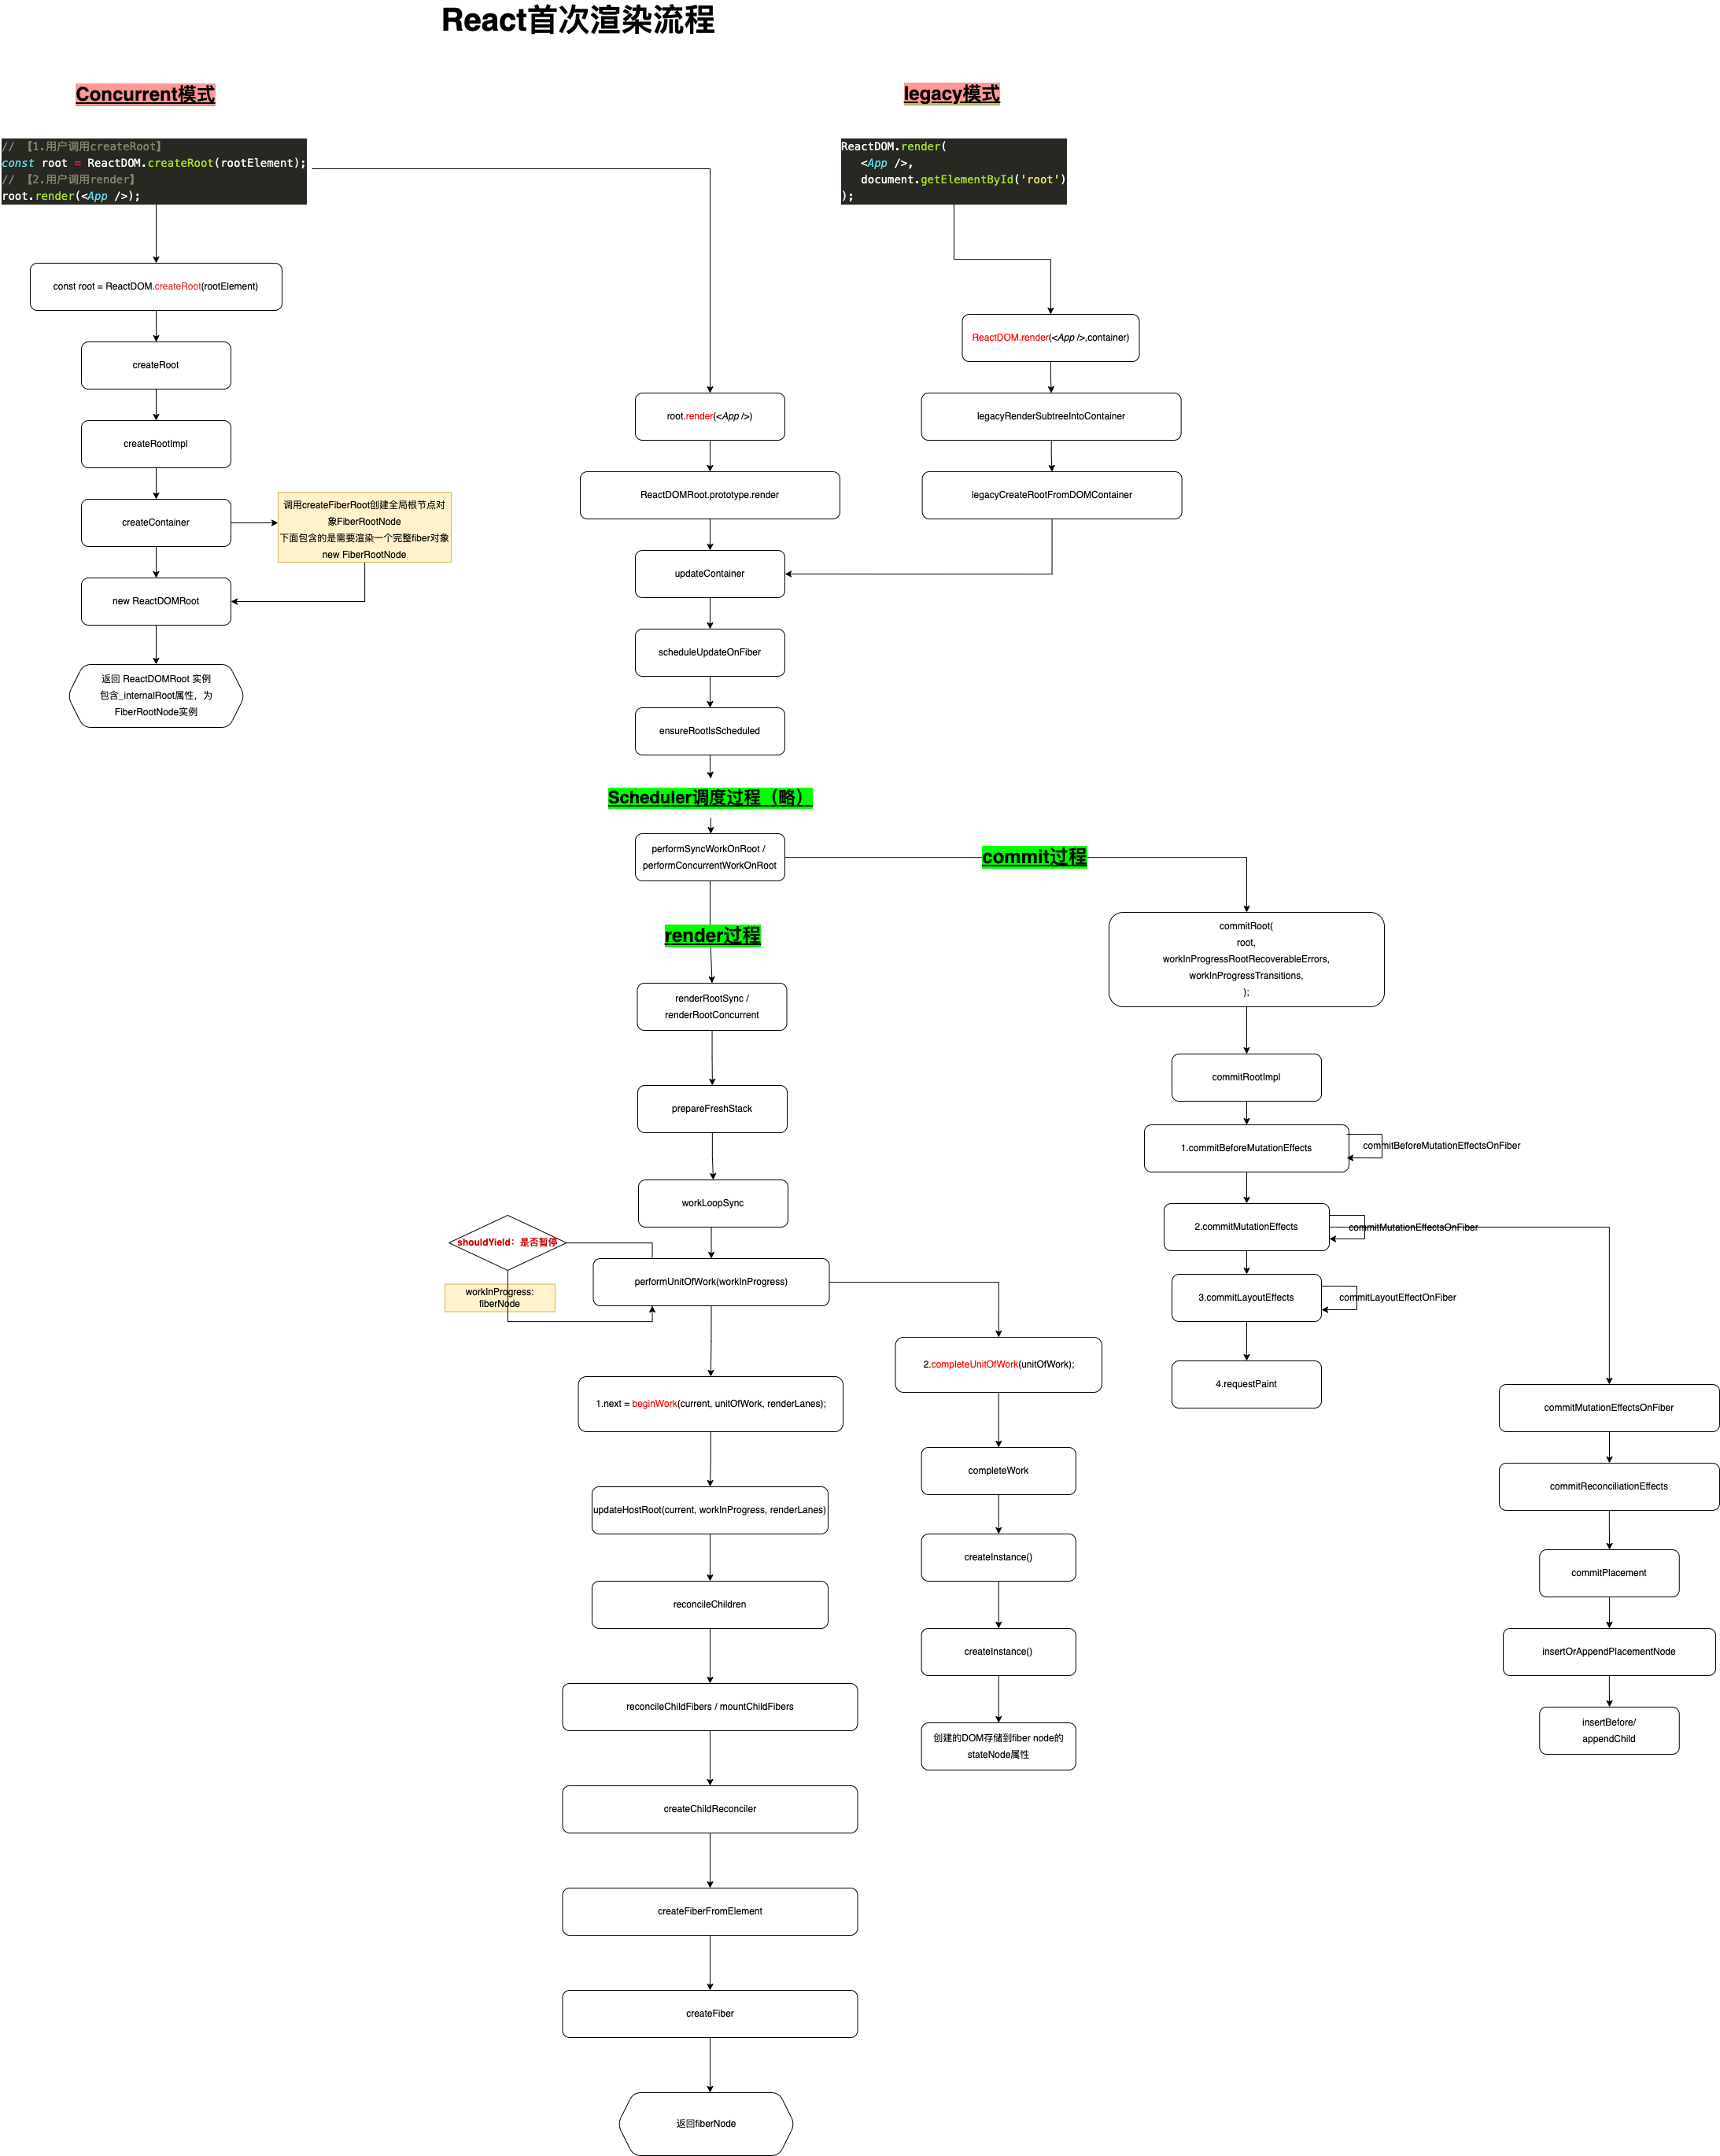 React首次渲染流程
Concurrent模式
// 【1.用户调用createRoot】
const root = ReactDOM.createRoot(rootElement);
// 【2.用户调用render】
root.render(<App />);
const root = ReactDOM.createRoot(rootElement)
createRoot
createRootImpl
createContainer
调用createFiberRoot创建全局根节点对
象FiberRootNode
下面包含的是需要渲染一个完整fiber对象
new FiberRootNode
new ReactDOMRoot
返回 ReactDOMRoot 实例
包含_internalRoot属性，为
FiberRootNode实例
legacy模式
ReactDOM.render(
<App />,
document.getElementById('root')
);
ReactDOM.render(<App />,container)
legacyRenderSubtreeIntoContainer
legacyCreateRootFromDOMContainer
root.render(<App />)
ReactDOMRoot.prototype.render
updateContainer
scheduleUpdateOnFiber
ensureRootIsScheduled
Scheduler调度过程（略）
performSyncWorkOnRoot /
performConcurrentWorkOnRoot
render过程
renderRootSync /
renderRootConcurrent
prepareFreshStack
workLoopSync
shouldYield：是否暂停
workInProgress:
fiberNode
performUnitOfWork(workInProgress)
1.next = beginWork(current, unitOfWork, renderLanes);
updateHostRoot(current, workInProgress, renderLanes)
reconcileChildren
reconcileChildFibers / mountChildFibers
createChildReconciler
createFiberFromElement
createFiber
返回fiberNode
2.completeUnitOfWork(unitOfWork);
completeWork
createInstance()
createInstance()
创建的DOM存储到fiber node的
stateNode属性
commit过程
commitRoot(
root,
workInProgressRootRecoverableErrors,
workInProgressTransitions,
);
commitRootImpl
1.commitBeforeMutationEffects
commitBeforeMutationEffectsOnFiber
2.commitMutationEffects
commitMutationEffectsOnFiber
3.commitLayoutEffects
commitLayoutEffectOnFiber
4.requestPaint
commitMutationEffectsOnFiber
commitReconciliationEffects
commitPlacement
insertOrAppendPlacementNode
insertBefore/
appendChild